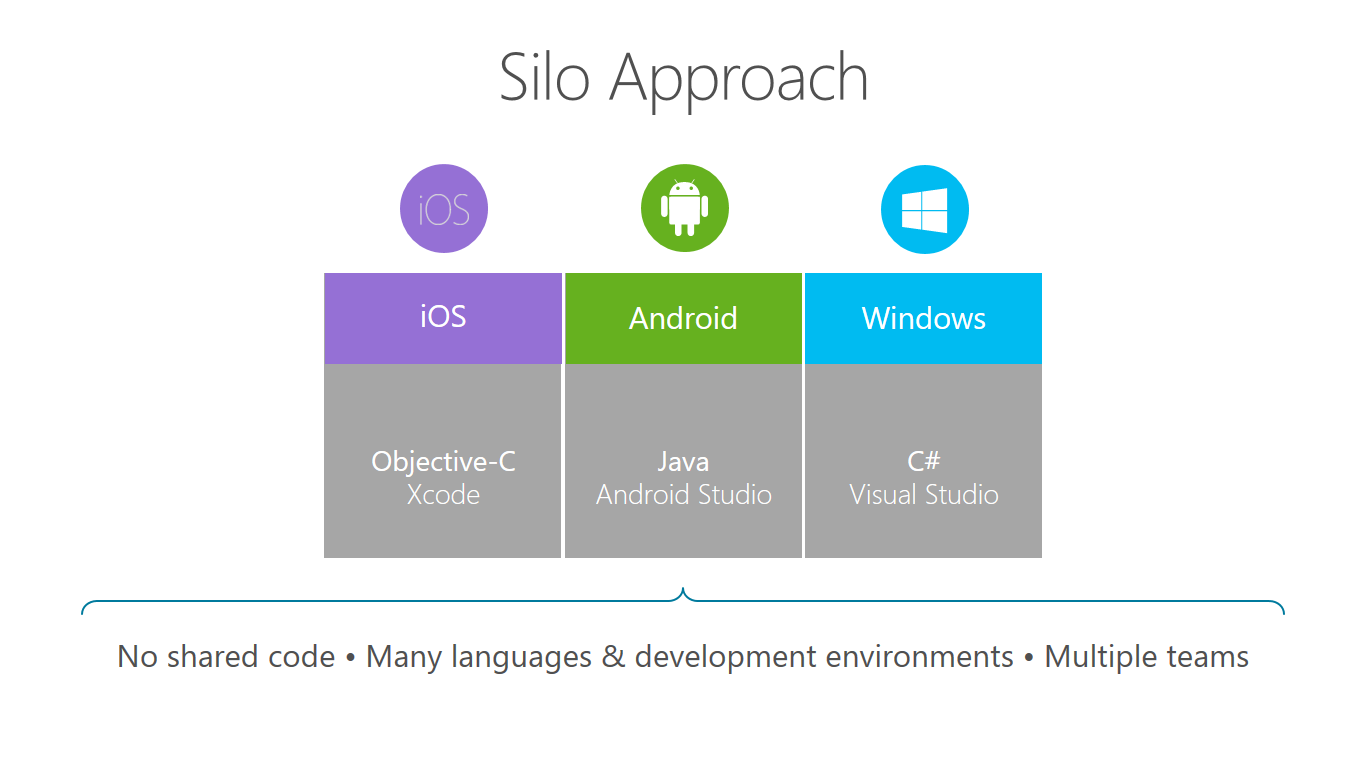 Silo Approach
iOS
iOS
Android
Windows
Objective-C
Xcode
Java
Android Studio
C#
Visual Studio
No shared code • Many languages & development environments • Multiple teams